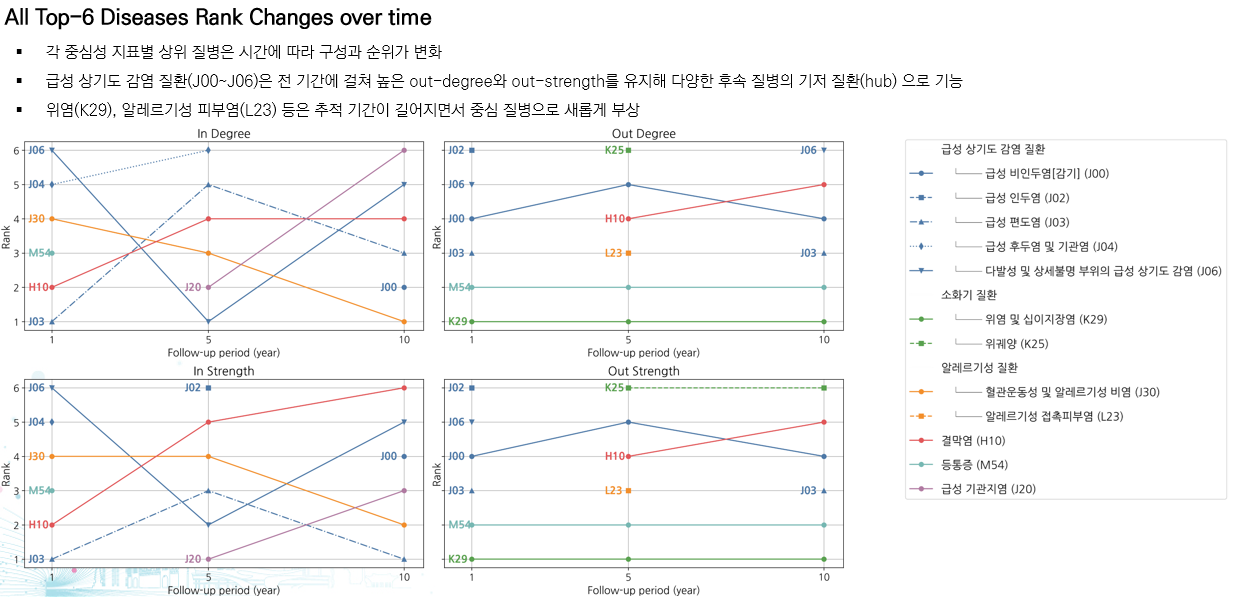 All Top-6 Diseases Rank Changes over time
▪ 각 중심성 지표별 상위 질병은 시간에 따라 구성과 순위가 변화
▪ 급성 상기도 감염 질환(J00~J06)은 전 기간에 걸쳐 높은 out-degree와 out-strength를 유지해 다양한 후속 질병의 기저 질환(hub) 으로 기능
▪ 위염(K29), 알레르기성 피부염(L23) 등은 추적 기간이 길어지면서 중심 질병으로 새롭게 부상
In Degree
Rank
6
5
4
3
2
1
J06
J04
J30
M54
H10
J03
J20
J00
1 5 10
Follow-up period (year)
Out Degree
Rank
J02
J06
J00
J03
M54
K29
K25
H10
L23
J06
J03
1 5 10
Follow-up period (year)
In Strength
Rank
6
5
4
3
2
1
J06
J04
J30
M54
H10
J03
J02
J20
J00
1 5 10
Follow-up period (year)
Out Strength
Rank
J02
J06
J00
J03
M54
K29
K25
H10
L23
J03
1 5 10
Follow-up period (year)
급성 상기도 감염 질환
급성 비인두염[감기] (J00)
급성 인두염 (J02)
급성 편도염 (J03)
급성 후두염 및 기관염 (J04)
다발성 및 상세불명 부위의 급성 상기도 감염 (J06)
소화기 질환
위염 및 십이지장염 (K29)
위궤양 (K25)
알레르기성 질환
혈관운동성 및 알레르기성 비염 (J30)
알레르기성 접촉피부염 (L23)
결막염 (H10)
등통증 (M54)
급성 기관지염 (J20)